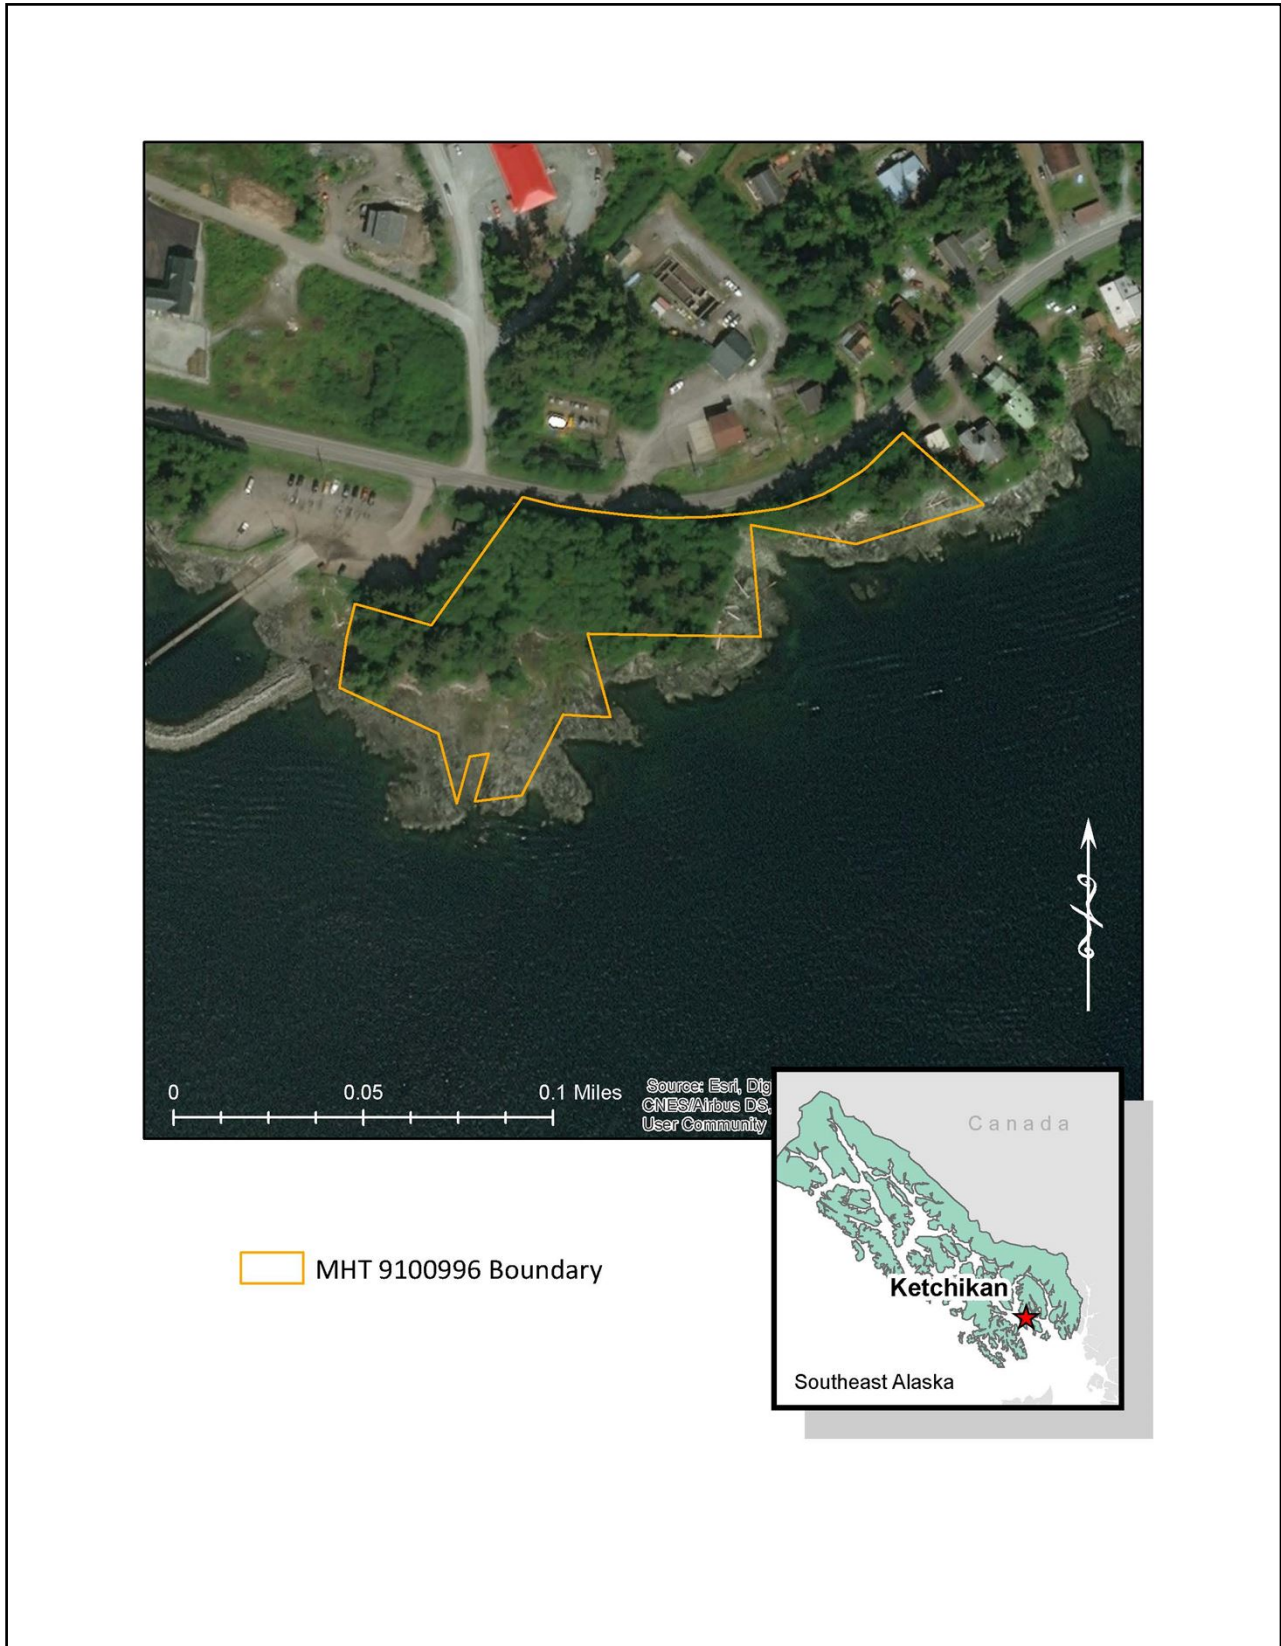 0 0.05 0.1 Miles
Source: Esri, Dig
CNES/Airbus DS,
User Community
Canada
Ketchikan
Southeast Alaska
MHT 9100996 Boundary